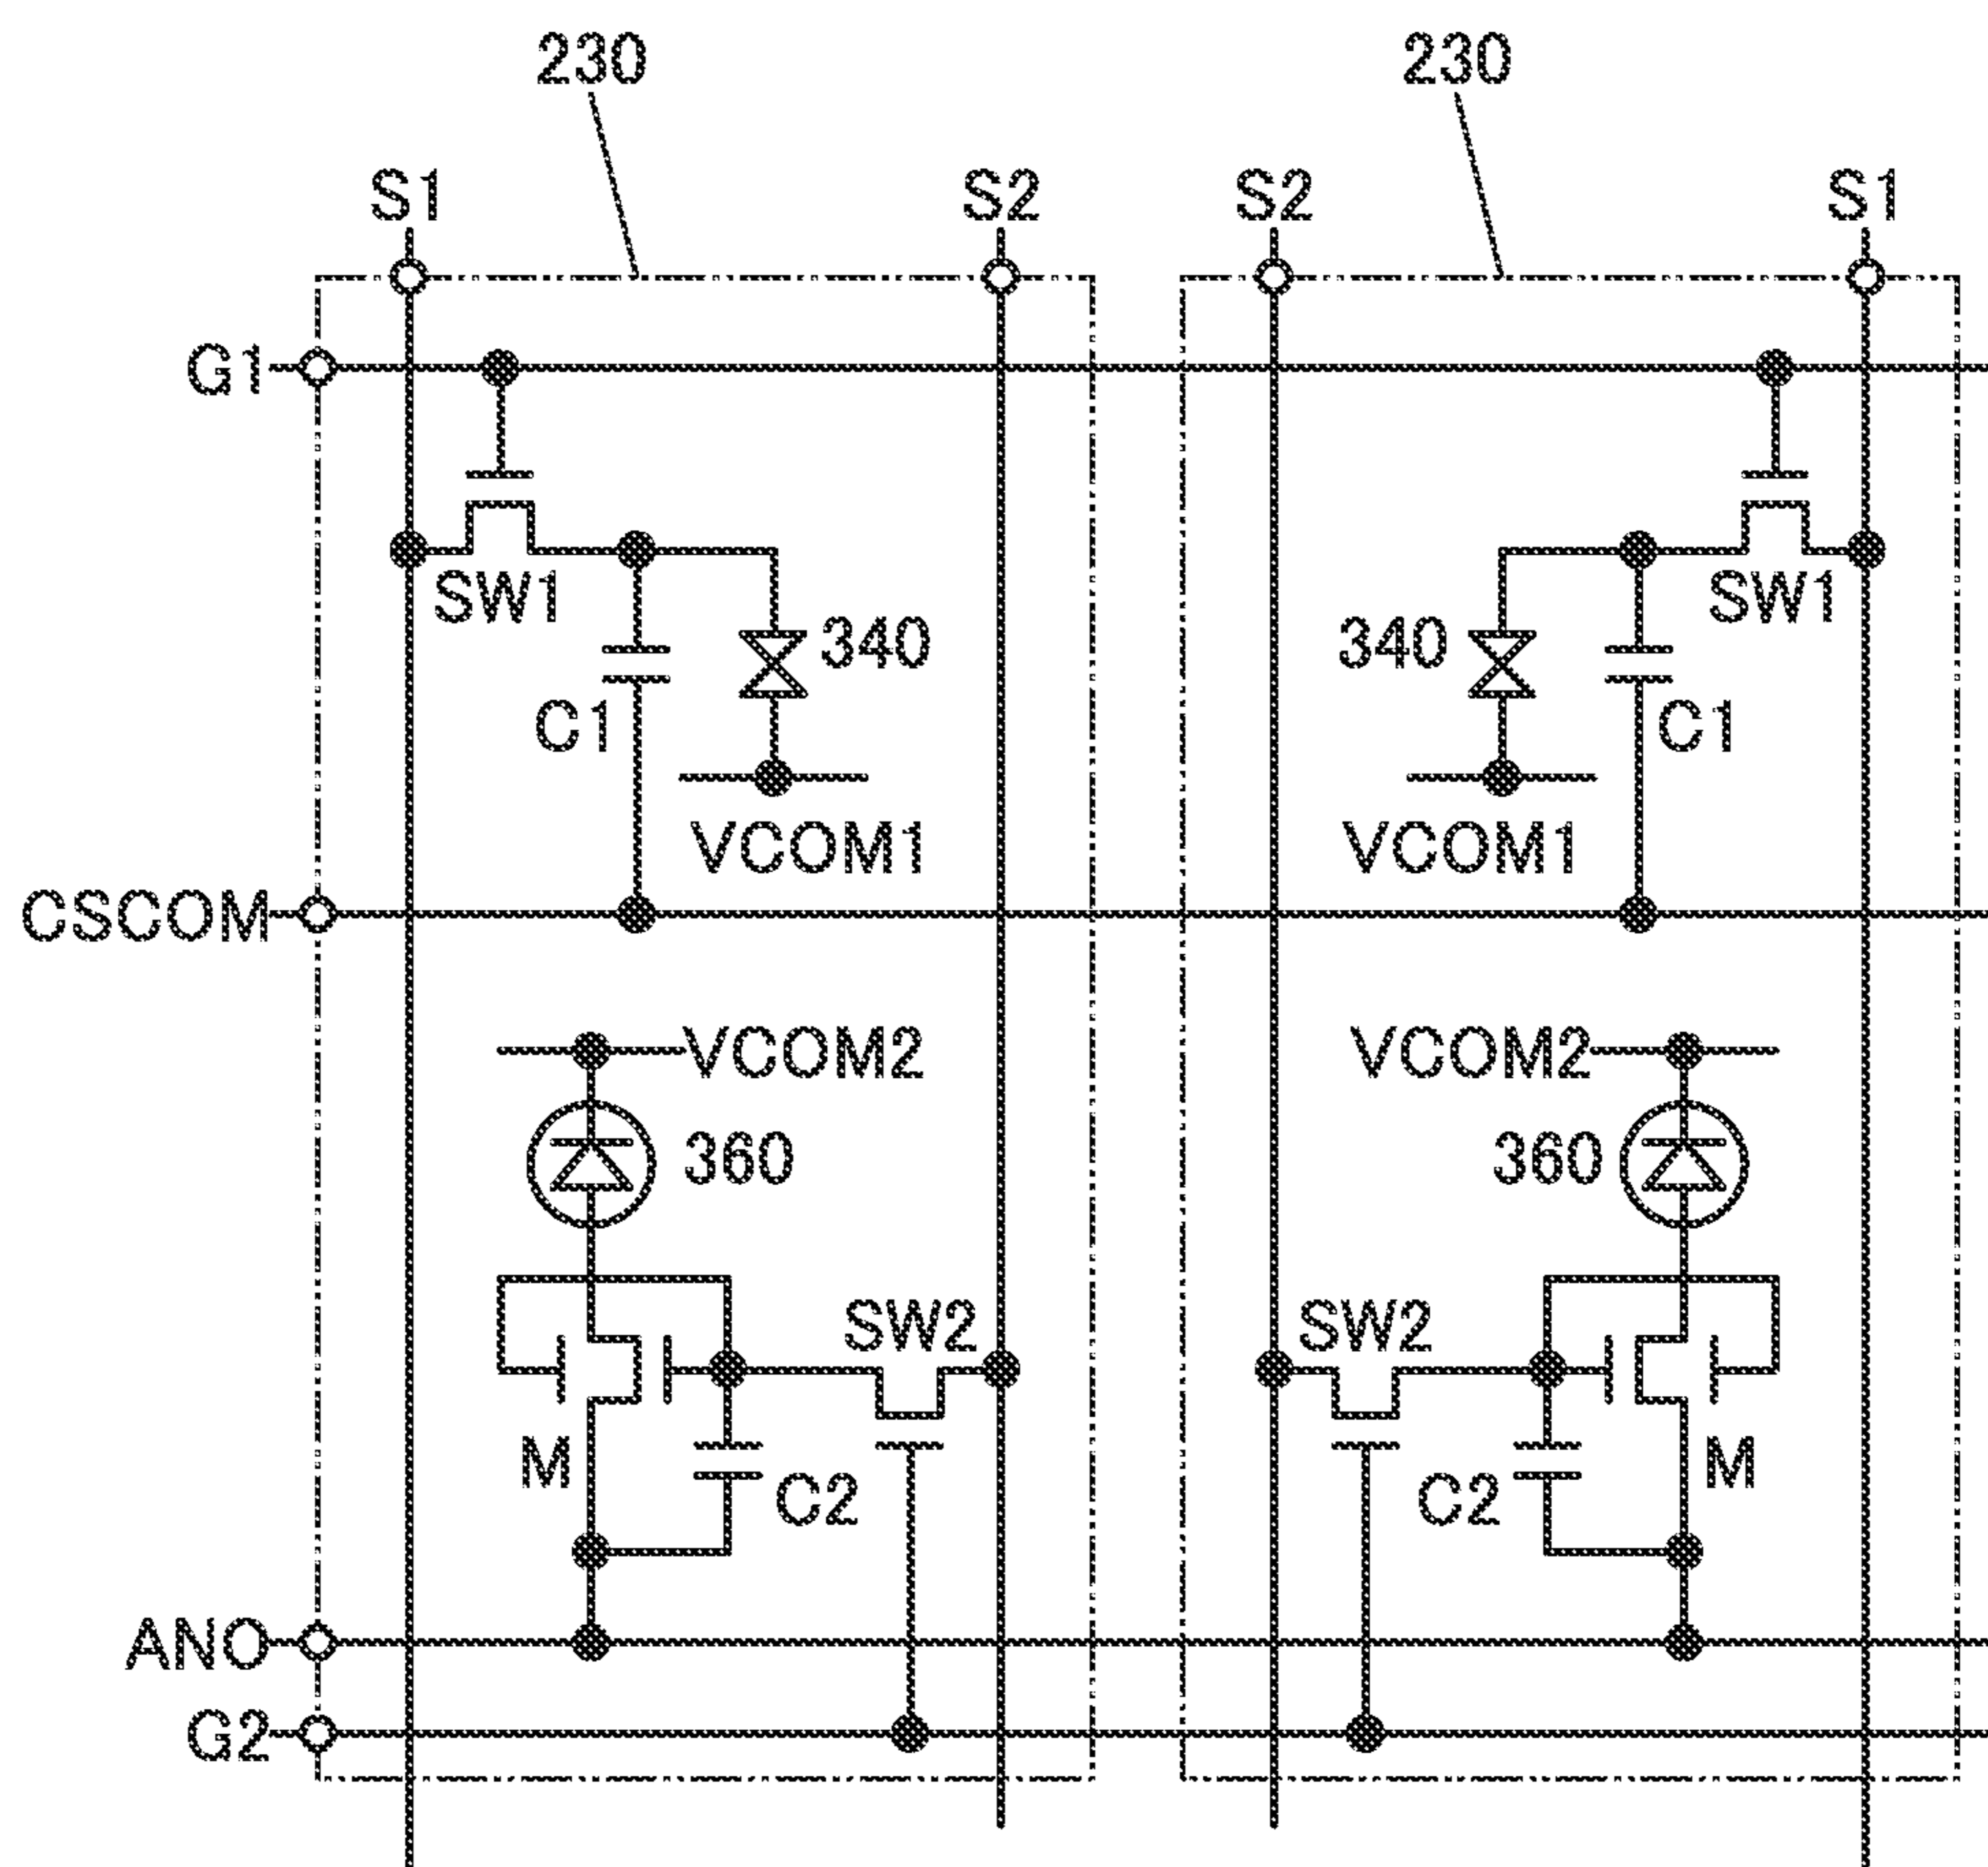 230 230
S1 S2 S2 S1
G1
SW1 SW1
340 340
C1 C1
VCOM1 VCOM1
CSCOM
VCOM2 VCOM2
360 360
SW2 SW2
M C2 C2 M
ANO
G2